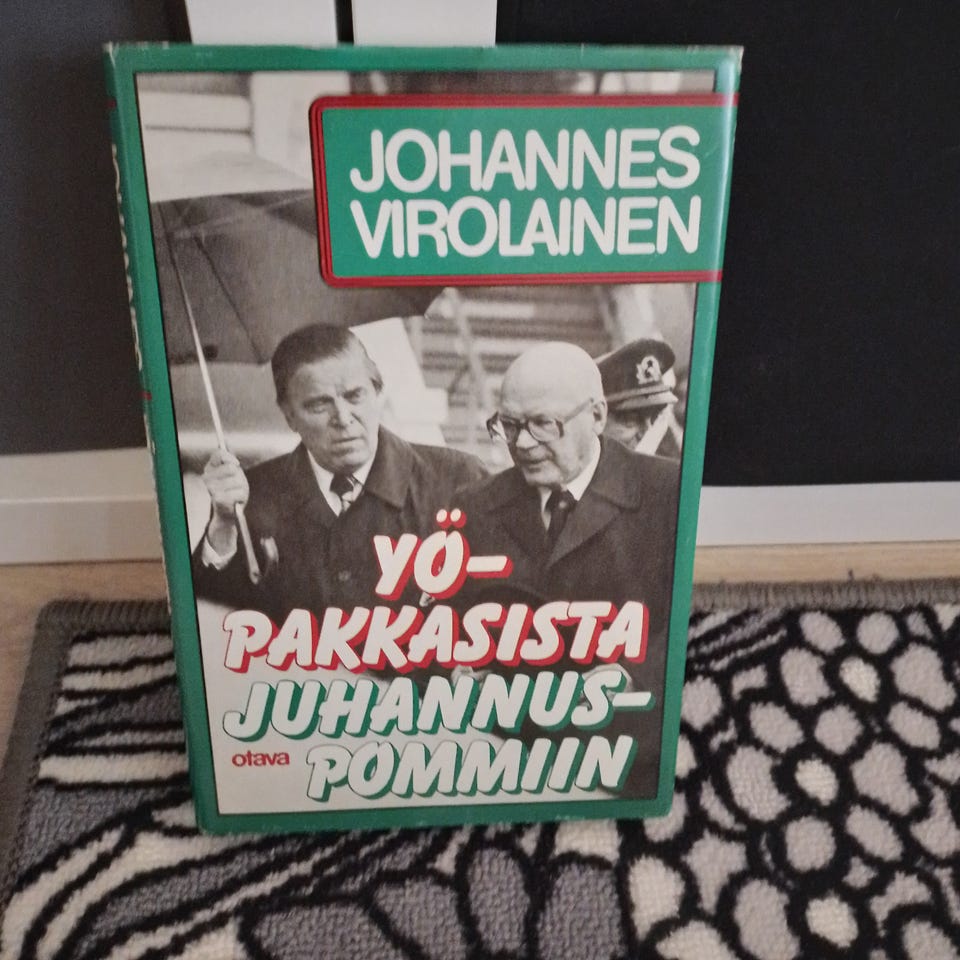 JOHANNES
VIROLAINEN
YÖ-
PAKKASISTA
JUHANNUS-
otava
POMMIIN